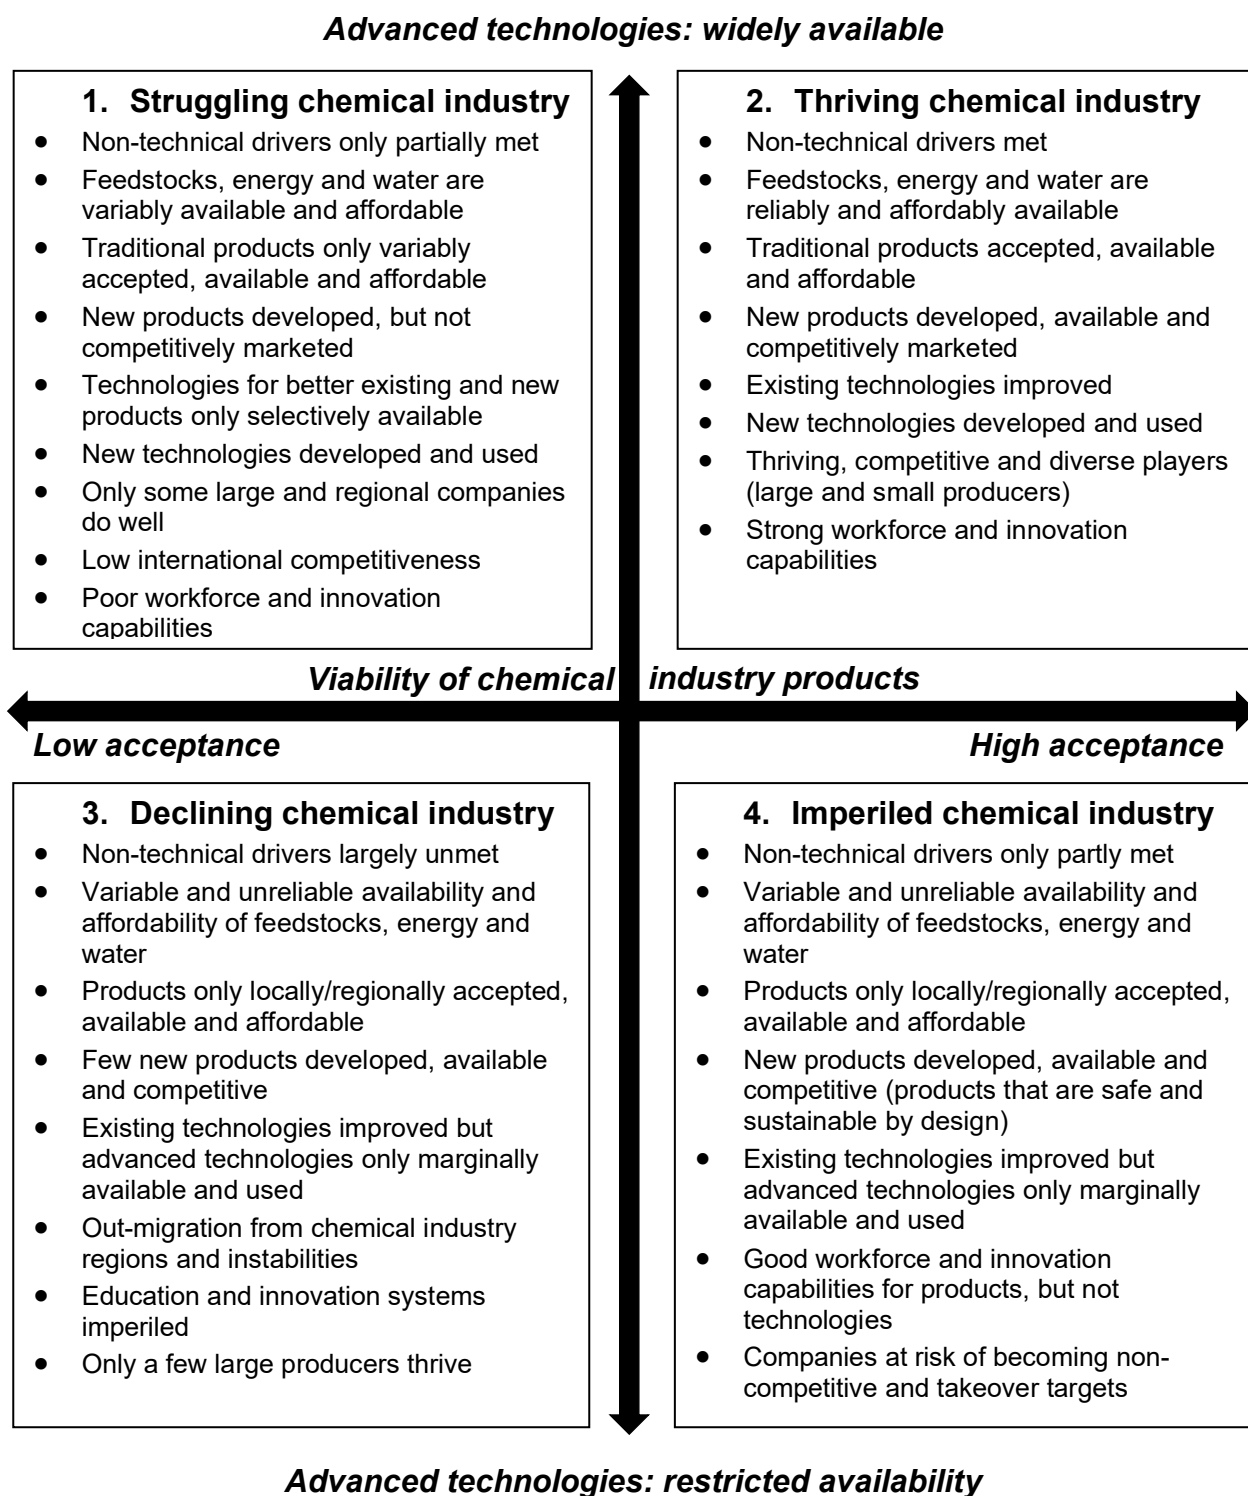 Advanced technologies: widely available
1. Struggling chemical industry
● Non-technical drivers only partially met
● Feedstocks, energy and water are
variably available and affordable
● Traditional products only variably
accepted, available and affordable
● New products developed, but not
competitively marketed
● Technologies for better existing and new
products only selectively available
● New technologies developed and used
● Only some large and regional companies
do well
● Low international competitiveness
● Poor workforce and innovation
capabilities
2. Thriving chemical industry
● Non-technical drivers met
● Feedstocks, energy and water are
reliably and affordably available
● Traditional products accepted, available
and affordable
● New products developed, available and
competitively marketed
● Existing technologies improved
● New technologies developed and used
● Thriving, competitive and diverse players
(large and small producers)
● Strong workforce and innovation
capabilities
Viability of chemical industry products
Low acceptance
High acceptance
3. Declining chemical industry
● Non-technical drivers largely unmet
● Variable and unreliable availability and
affordability of feedstocks, energy and
water
● Products only locally/regionally accepted,
available and affordable
● Few new products developed, available
and competitive
● Existing technologies improved but
advanced technologies only marginally
available and used
● Out-migration from chemical industry
regions and instabilities
● Education and innovation systems
imperiled
● Only a few large producers thrive
4. Imperiled chemical industry
● Non-technical drivers only partly met
● Variable and unreliable availability and
affordability of feedstocks, energy and
water
● Products only locally/regionally accepted,
available and affordable
● New products developed, available and
competitive (products that are safe and
sustainable by design)
● Existing technologies improved but
advanced technologies only marginally
available and used
● Good workforce and innovation
capabilities for products, but not
technologies
● Companies at risk of becoming non-
competitive and takeover targets
Advanced technologies: restricted availability